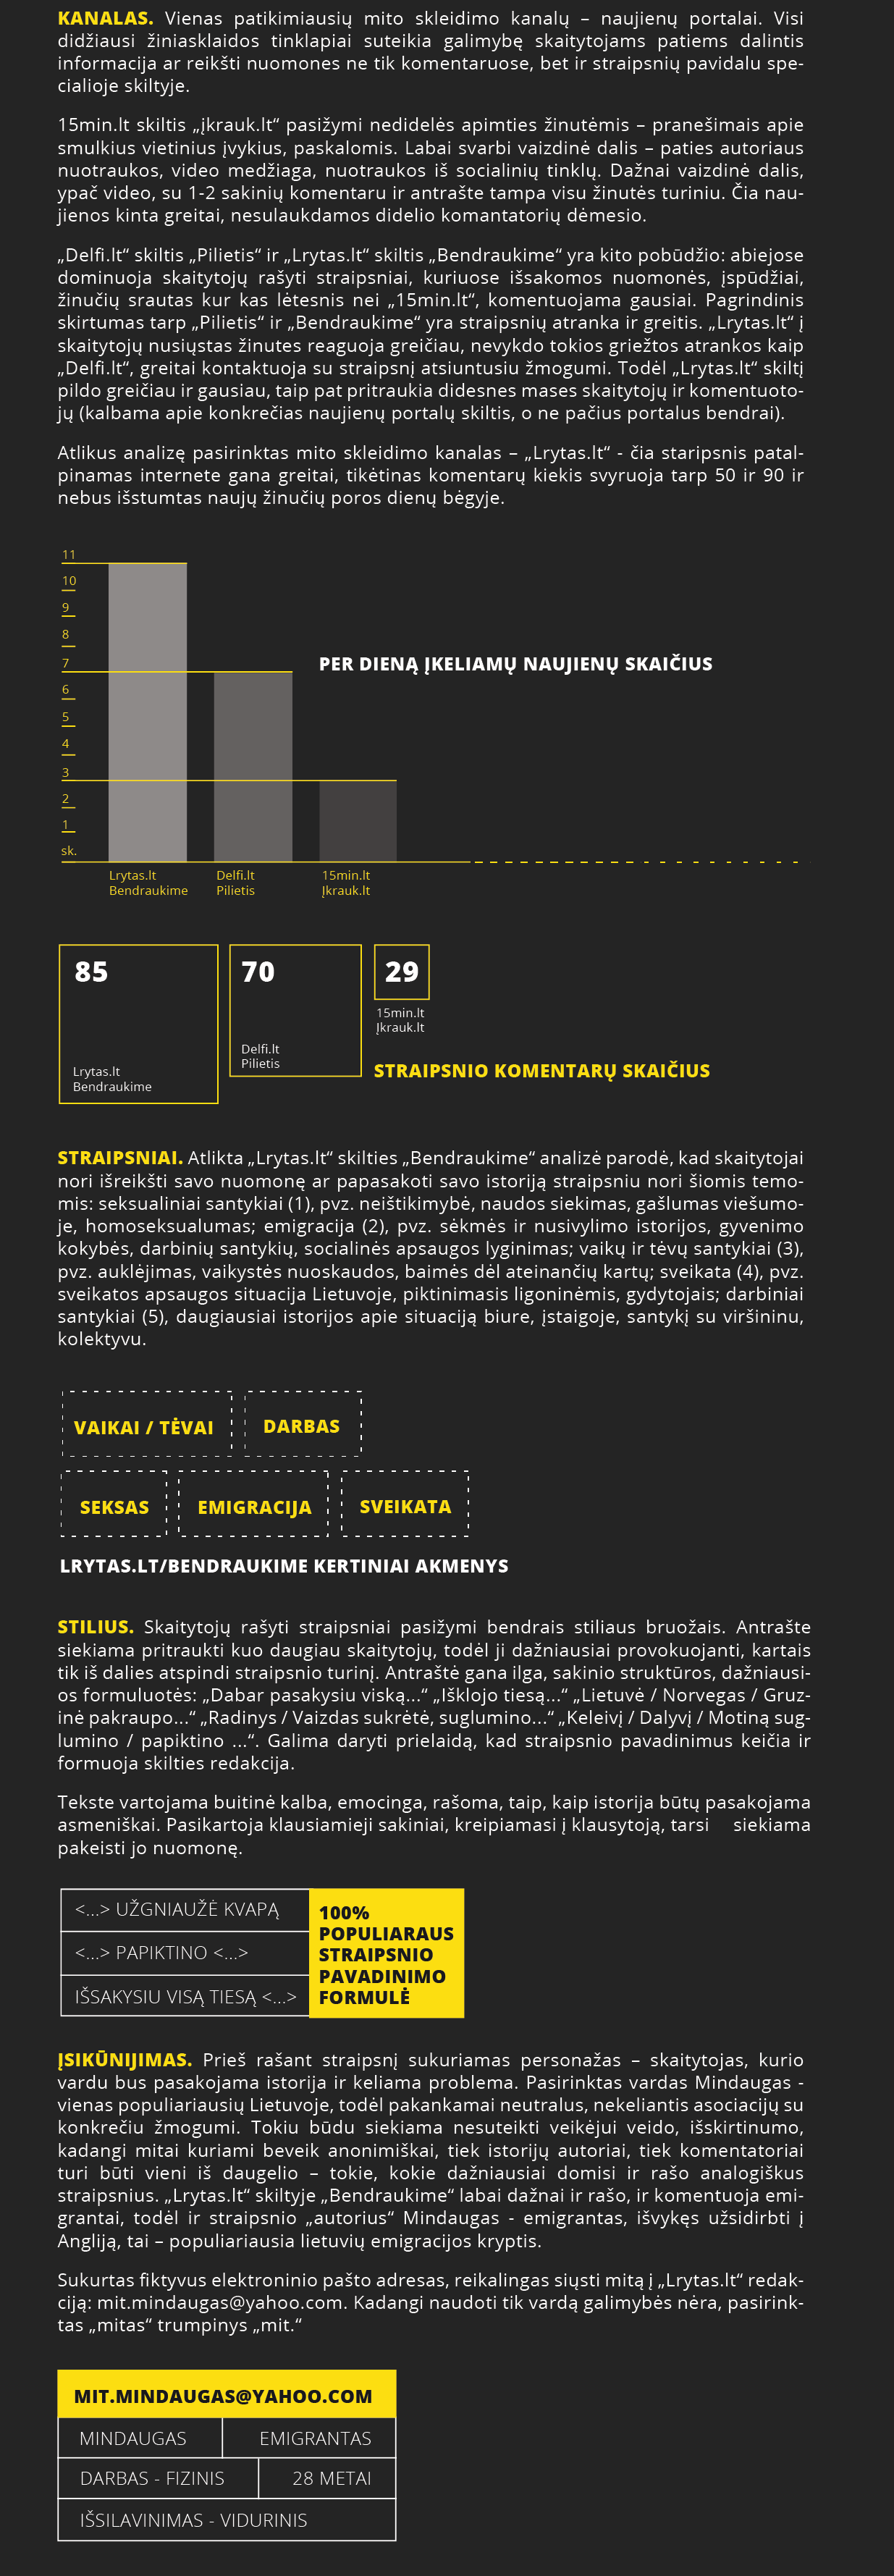 KANALAS. Vienas patikimiausių mito skleidimo kanalų – naujienų portalai. Visi
didžiausi žiniasklaidos tinklapiai suteikia galimybę skaitytojams patiems dalintis
informacija ar reikšti nuomones ne tik komentaruose, bet ir straipsnių pavidalu spe-
cialioje skiltyje.
15min.lt skiltis „įkrauk.lt“ pasižymi nedidelės apimties žinutėmis – pranešimais apie
smulkius vietinius įvykius, paskalomis. Labai svarbi vaizdinė dalis – paties autoriaus
nuotraukos, video medžiaga, nuotraukos iš socialinių tinklų. Dažnai vaizdinė dalis,
ypač video, su 1-2 sakinių komentaru ir antrašte tampa visu žinutės turiniu. Čia nau-
jienos kinta greitai, nesulaukdamos didelio komantatorių dėmesio.
„Delfi.lt“ skiltis „Pilietis“ ir „Lrytas.lt“ skiltis „Bendraukime“ yra kito pobūdžio: abiejose
dominuoja skaitytojų rašyti straipsniai, kuriuose išsakomos nuomonės, įspūdžiai,
žinučių srautas kur kas lėtesnis nei „15min.lt“, komentuojama gausiai. Pagrindinis
skirtumas tarp „Pilietis“ ir „Bendraukime“ yra straipsnių atranka ir greitis. „Lrytas.lt“ į
skaitytojų nusiųstas žinutes reaguoja greičiau, nevykdo tokios griežtos atrankos kaip
„Delfi.lt“, greitai kontaktuoja su straipsnį atsiuntusiu žmogumi. Todėl „Lrytas.lt“ skiltį
pildo greičiau ir gausiau, taip pat pritraukia didesnes mases skaitytojų ir komentuoto-
jų (kalbama apie konkrečias naujienų portalų skiltis, o ne pačius portalus bendrai).
Atlikus analizę pasirinktas mito skleidimo kanalas – „Lrytas.lt“ - čia staripsnis patal-
pinamas internete gana greitai, tikėtinas komentarų kiekis svyruoja tarp 50 ir 90 ir
nebus išstumtas naujų žinučių poros dienų bėgyje.
11
10
9
8
7
6
5
4
3
2
1
sk.
PER DIENĄ ĮKELIAMŲ NAUJIENŲ SKAIČIUS
Lrytas.lt
Bendraukime
Delfi.lt
Pilietis
15min.lt
Įkrauk.lt
85
Lrytas.lt
Bendraukime
70
Delfi.lt
Pilietis
29
15min.lt
Įkrauk.lt
STRAIPSNIO KOMENTARŲ SKAIČIUS
STRAIPSNIAI. Atlikta „Lrytas.lt“ skilties „Bendraukime“ analizė parodė, kad skaitytojai
nori išreikšti savo nuomonę ar papasakoti savo istoriją straipsniu nori šiomis temo-
mis: seksualiniai santykiai (1), pvz. neištikimybė, naudos siekimas, gašlumas viešumo-
je, homoseksualumas; emigracija (2), pvz. sėkmės ir nusivylimo istorijos, gyvenimo
kokybės, darbinių santykių, socialinės apsaugos lyginimas; vaikų ir tėvų santykiai (3),
pvz. auklėjimas, vaikystės nuoskaudos, baimės dėl ateinančių kartų; sveikata (4), pvz.
sveikatos apsaugos situacija Lietuvoje, piktinimasis ligoninėmis, gydytojais; darbiniai
santykiai (5), daugiausiai istorijos apie situaciją biure, įstaigoje, santykį su viršininu,
kolektyvu.
VAIKAI / TĖVAI
DARBAS
SEKSAS
EMIGRACIJA
SVEIKATA
LRYTAS.LT/BENDRAUKIME KERTINIAI AKMENYS
STILIUS. Skaitytojų rašyti straipsniai pasižymi bendrais stiliaus bruožais. Antrašte
siekiama pritraukti kuo daugiau skaitytojų, todėl ji dažniausiai provokuojanti, kartais
tik iš dalies atspindi straipsnio turinį. Antraštė gana ilga, sakinio struktūros, dažniausi-
os formuluotės: „Dabar pasakysiu viską...“ „Išklojo tiesą...“ „Lietuvė / Norvegas / Gruz-
inė pakraupo...“ „Radinys / Vaizdas sukrėtė, suglumino...“ „Keleivį / Dalyvį / Motiną sug-
lumino / papiktino ...“. Galima daryti prielaidą, kad straipsnio pavadinimus keičia ir
formuoja skilties redakcija.
Tekste vartojama buitinė kalba, emocinga, rašoma, taip, kaip istorija būtų pasakojama
asmeniškai. Pasikartoja klausiamieji sakiniai, kreipiamasi į klausytoją, tarsi siekiama
pakeisti jo nuomonę.
<...> UŽGNIAUŽĖ KVAPĄ
<...> PAPIKTINO <...>
IŠSAKYSIU VISĄ TIESĄ <...>
100%
POPULIARAUS
STRAIPSNIO
PAVADINIMO
FORMULĖ
ĮSIKŪNIJIMAS. Prieš rašant straipsnį sukuriamas personažas – skaitytojas, kurio
vardu bus pasakojama istorija ir keliama problema. Pasirinktas vardas Mindaugas -
vienas populiariausių Lietuvoje, todėl pakankamai neutralus, nekeliantis asociacijų su
konkrečiu žmogumi. Tokiu būdu siekiama nesuteikti veikėjui veido, išskirtinumo,
kadangi mitai kuriami beveik anonimiškai, tiek istorijų autoriai, tiek komentatoriai
turi būti vieni iš daugelio – tokie, kokie dažniausiai domisi ir rašo analogiškus
straipsnius. „Lrytas.lt“ skiltyje „Bendraukime“ labai dažnai ir rašo, ir komentuoja emi-
grantai, todėl ir straipsnio „autorius“ Mindaugas - emigrantas, išvykęs užsidirbti į
Angliją, tai – populiariausia lietuvių emigracijos kryptis.
Sukurtas fiktyvus elektroninio pašto adresas, reikalingas siųsti mitą į „Lrytas.lt“ redak-
ciją: mit.mindaugas@yahoo.com. Kadangi naudoti tik vardą galimybės nėra, pasirink-
tas „mitas“ trumpinys „mit.“
MIT.MINDAUGAS@YAHOO.COM
MINDAUGAS
EMIGRANTAS
DARBAS - FIZINIS
28 METAI
IŠSILAVINIMAS - VIDURINIS